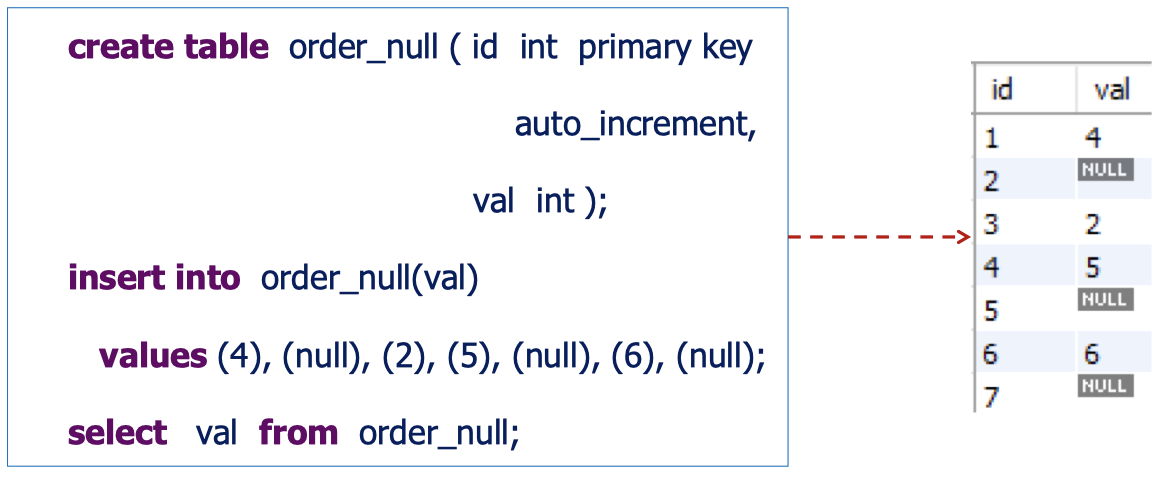 create table order_null ( id int primary key
auto_increment,
val int );
insert into order_null(val)
values (4), (null), (2), (5), (null), (6), (null);
select val from order_null;
id val
1 4
2 NULL
3 2
4 5
5 NULL
6 6
7 NULL